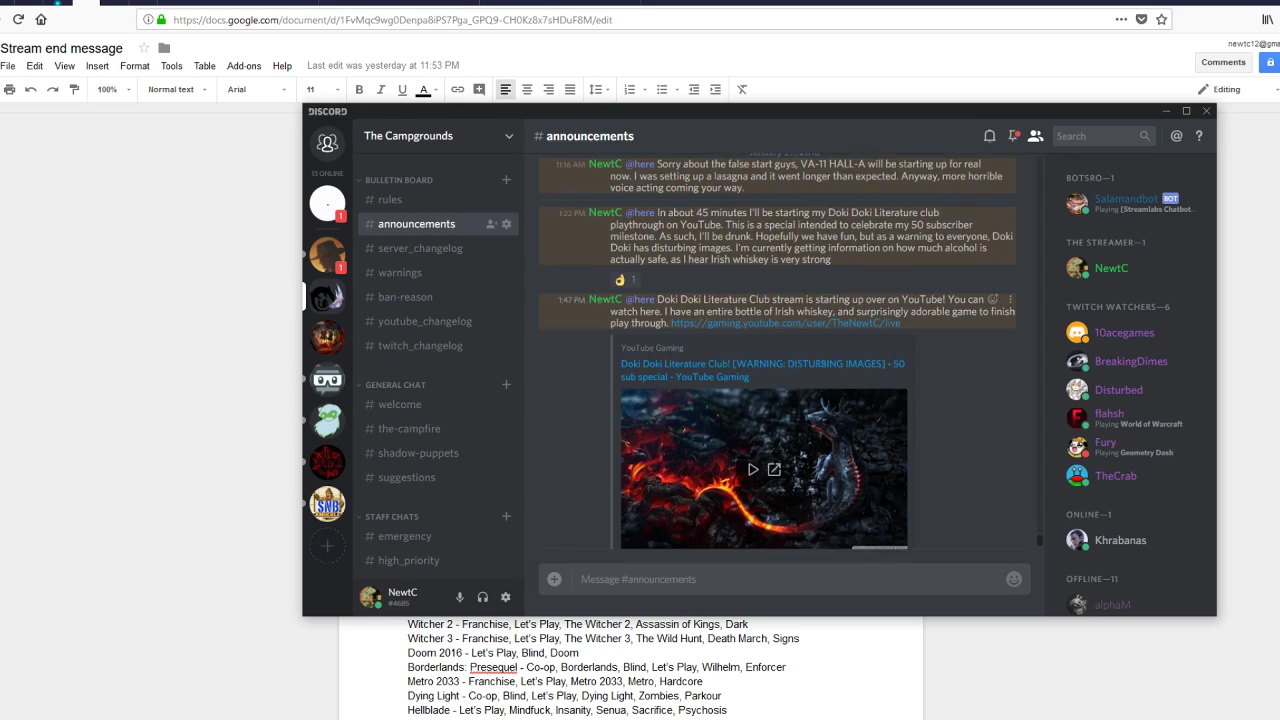 https://docs.google.com/document/d/1FvMqc9wg0Denpa8iPS7Pga_GPQ9-CH0Kz8x7sHDuF8M/edit
Stream end message
newtc12@gma
File Edit View Insert Format Tools Table Add-ons Help Last edit was yesterday at 11:53 PM
Comments
100% Normal text Arial 11 B I U A Editing
DISCORD
The Campgrounds
# announcements
Search
13 ONLINE
BULLETIN BOARD
# rules
# announcements
# server_changelog
# warnings
# ban-reason
# youtube_changelog
# twitch_changelog
GENERAL CHAT
# welcome
# the-campfire
# shadow-puppets
# suggestions
STAFF CHATS
# emergency
# high_priority
NewtC
#4685
1
1
11:16 AM NewtC @here Sorry about the false start guys, VA-11 HALL-A will be starting up for real
now. I was setting up a lasagna and it went longer than expected. Anyway, more horrible
voice acting coming your way.
1:22 PM NewtC @here In about 45 minutes I'll be starting my Doki Doki Literature club
playthrough on YouTube. This is a special intended to celebrate my 50 subscriber
milestone. As such, I'll be drunk. Hopefully we have fun, but as a warning to everyone, Doki
Doki has disturbing images. I'm currently getting information on how much alcohol is
actually safe, as I hear Irish whiskey is very strong
1
1:47 PM NewtC @here Doki Doki Literature Club stream is starting up over on YouTube! You can
watch here. I have an entire bottle of Irish whiskey, and surprisingly adorable game to finish
play through. https://gaming.youtube.com/user/TheNewtC/live
YouTube Gaming
Doki Doki Literature Club! [WARNING: DISTURBING IMAGES] - 50
sub special - YouTube Gaming
Message #announcements
BOTSRO—1
Salamandbot BOT
Playing [Streamlabs Chatbot..
THE STREAMER—1
NewtC
TWITCH WATCHERS—6
10acegames
BreakingDimes
Disturbed
flahsh
Playing World of Warcraft
Fury
Playing Geometry Dash
TheCrab
ONLINE—1
Khrabanas
OFFLINE—11
alphaM
Witcher 2 - Franchise, Let's Play, The Witcher 2, Assassin of Kings, Dark
Witcher 3 - Franchise, Let's Play, The Witcher 3, The Wild Hunt, Death March, Signs
Doom 2016 - Let's Play, Blind, Doom
Borderlands: Presequel - Co-op, Borderlands, Blind, Let's Play, Wilhelm, Enforcer
Metro 2033 - Franchise, Let's Play, Metro 2033, Metro, Hardcore
Dying Light - Co-op, Blind, Let's Play, Dying Light, Zombies, Parkour
Hellblade - Let's Play, Mindfuck, Insanity, Senua, Sacrifice, Psychosis